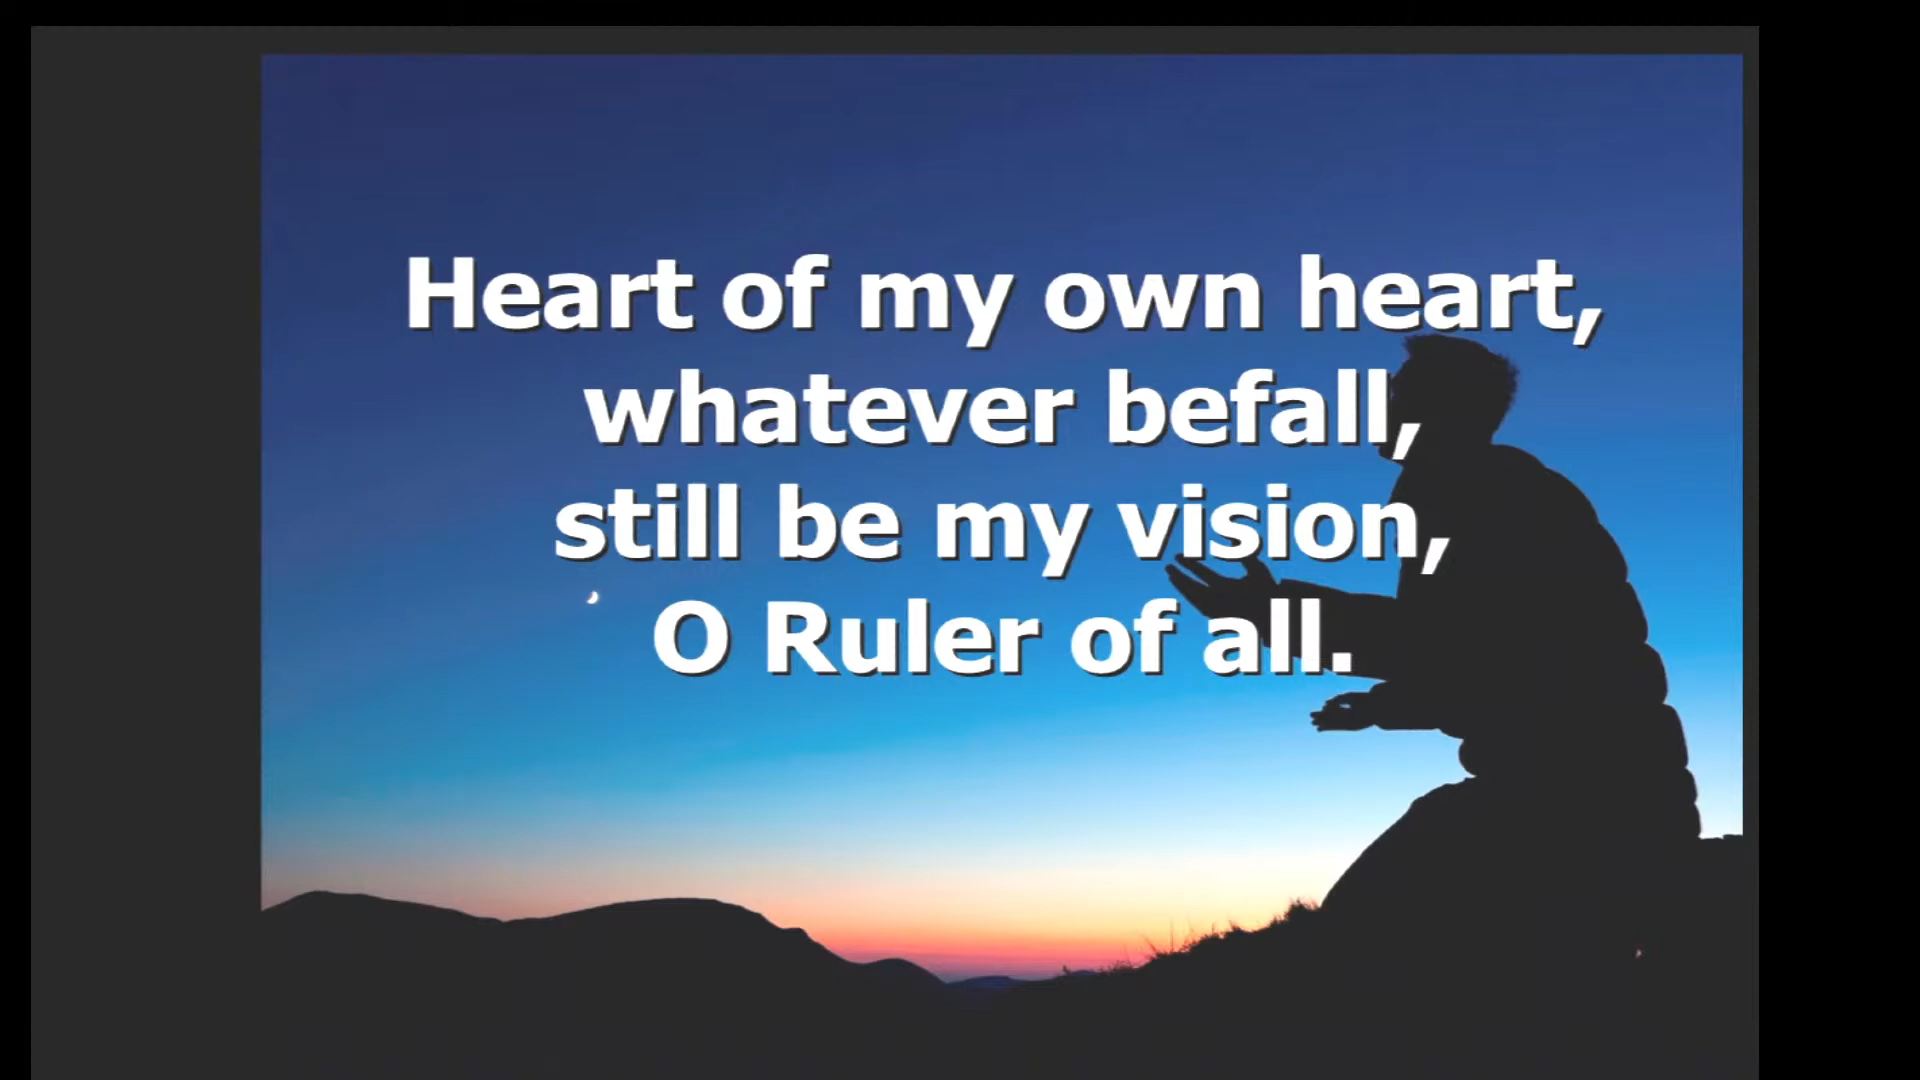 Heart of my own heart,
whatever befall,
still be my vision,
O Ruler of all.